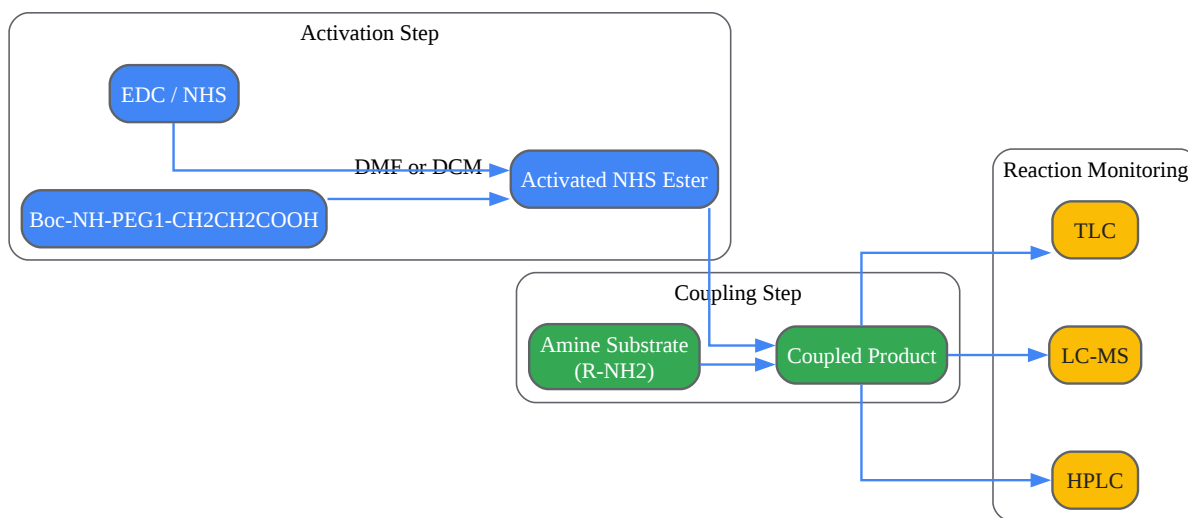 Activation Step
EDC / NHS
DMF or DCM
Activated NHS Ester
Boc-NH-PEG1-CH2CH2COOH
Coupling Step
Amine Substrate
(R-NH2)
Coupled Product
Reaction Monitoring
TLC
LC-MS
HPLC